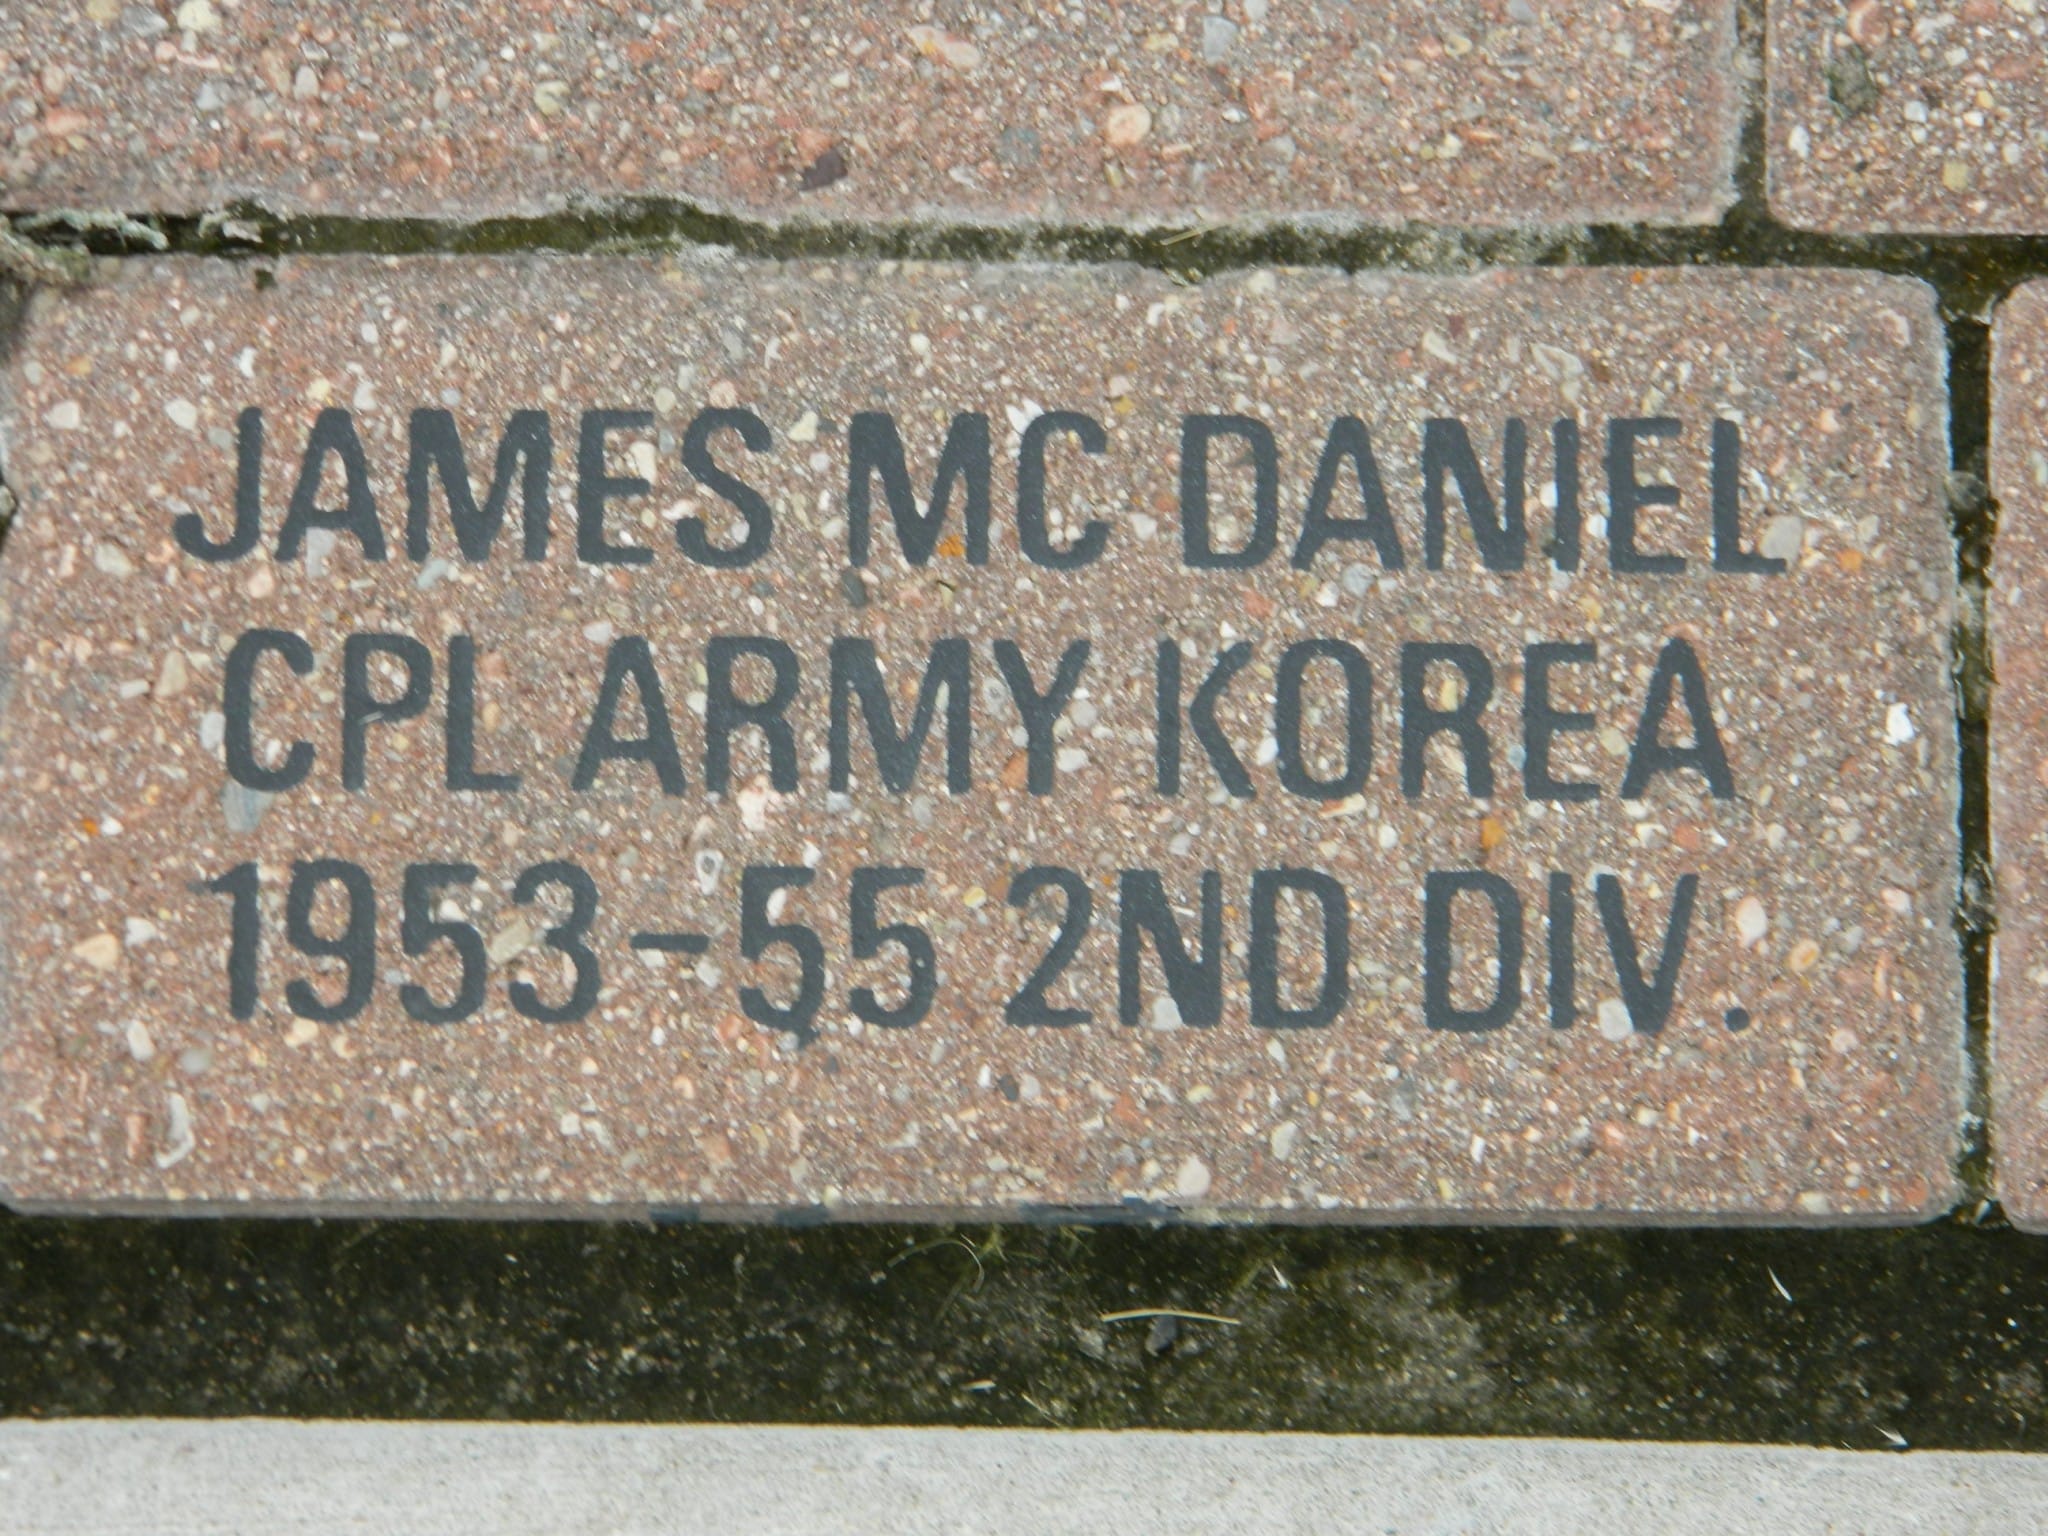 JAMES MC DANIEL
CPL ARMY KOREA
1953-55 2ND DIV.